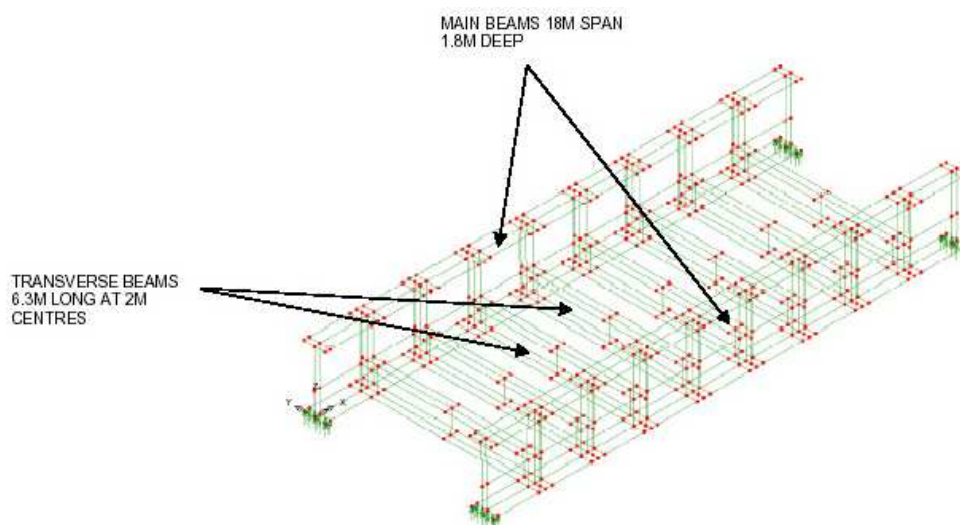 MAIN BEAMS 18M SPAN
1.8M DEEP
TRANSVERSE BEAMS
6.3M LONG AT 2M
CENTRES
Y
Z
X